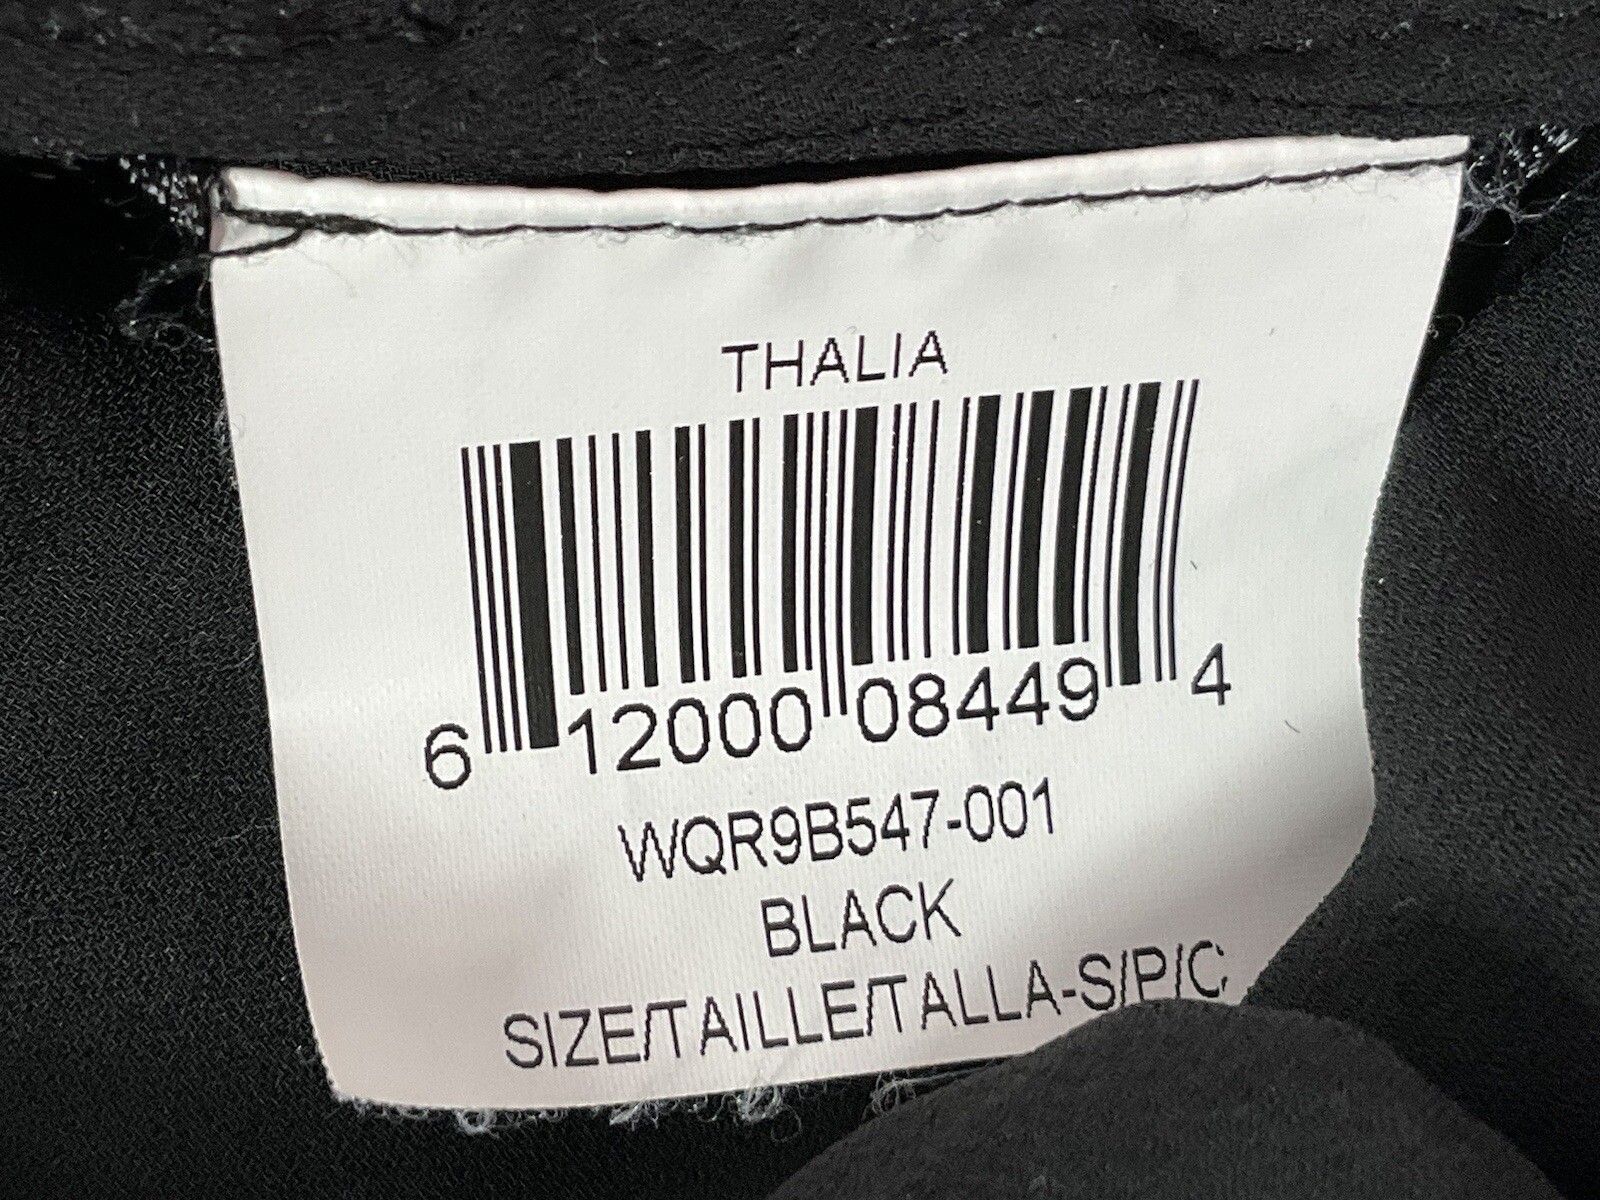 THALIA
6 12000 08449 4
WQR9B547-001
BLACK
SIZE/TAILLE/TALLA-S/P/C